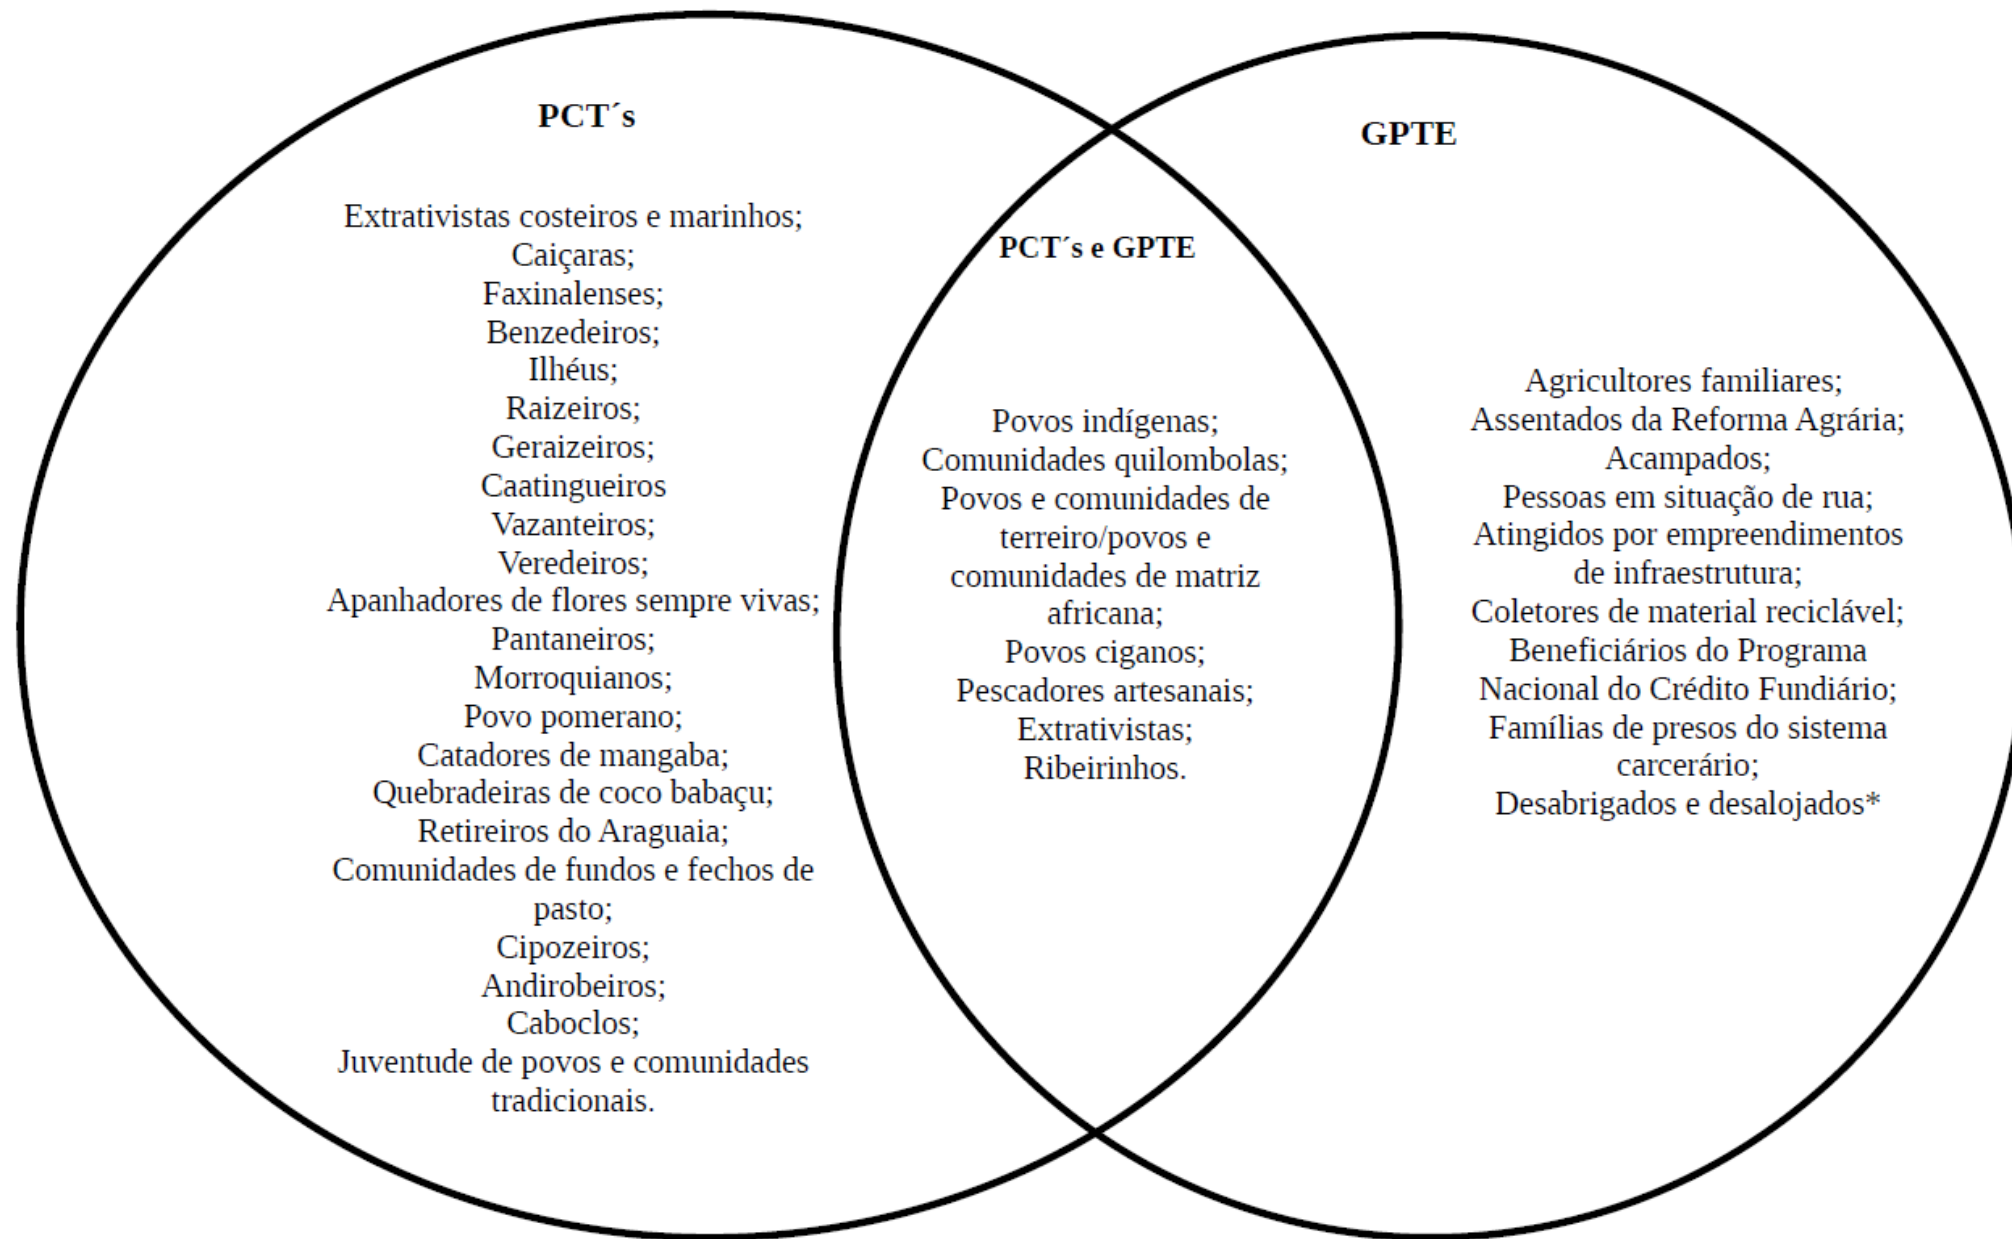 PCT´s
Extrativistas costeiros e marinhos;
Caiçaras;
Faxinalenses;
Benzedeiros;
Ilhéus;
Raizeiros;
Geraizeiros;
Caatingueiros
Vazanteiros;
Veredeiros;
Apanhadores de flores sempre vivas;
Pantaneiros;
Morroquianos;
Povo pomerano;
Catadores de mangaba;
Quebradeiras de coco babaçu;
Retireiros do Araguaia;
Comunidades de fundos e fechos de
pasto;
Cipozeiros;
Andirobeiros;
Caboclos;
Juventude de povos e comunidades
tradicionais.
PCT´s e GPTE
Povos indígenas;
Comunidades quilombolas;
Povos e comunidades de
terreiro/povos e
comunidades de matriz
africana;
Povos ciganos;
Pescadores artesanais;
Extrativistas;
Ribeirinhos.
GPTE
Agricultores familiares;
Assentados da Reforma Agrária;
Acampados;
Pessoas em situação de rua;
Atingidos por empreendimentos
de infraestrutura;
Coletores de material reciclável;
Beneficiários do Programa
Nacional do Crédito Fundiário;
Famílias de presos do sistema
carcerário;
Desabrigados e desalojados*